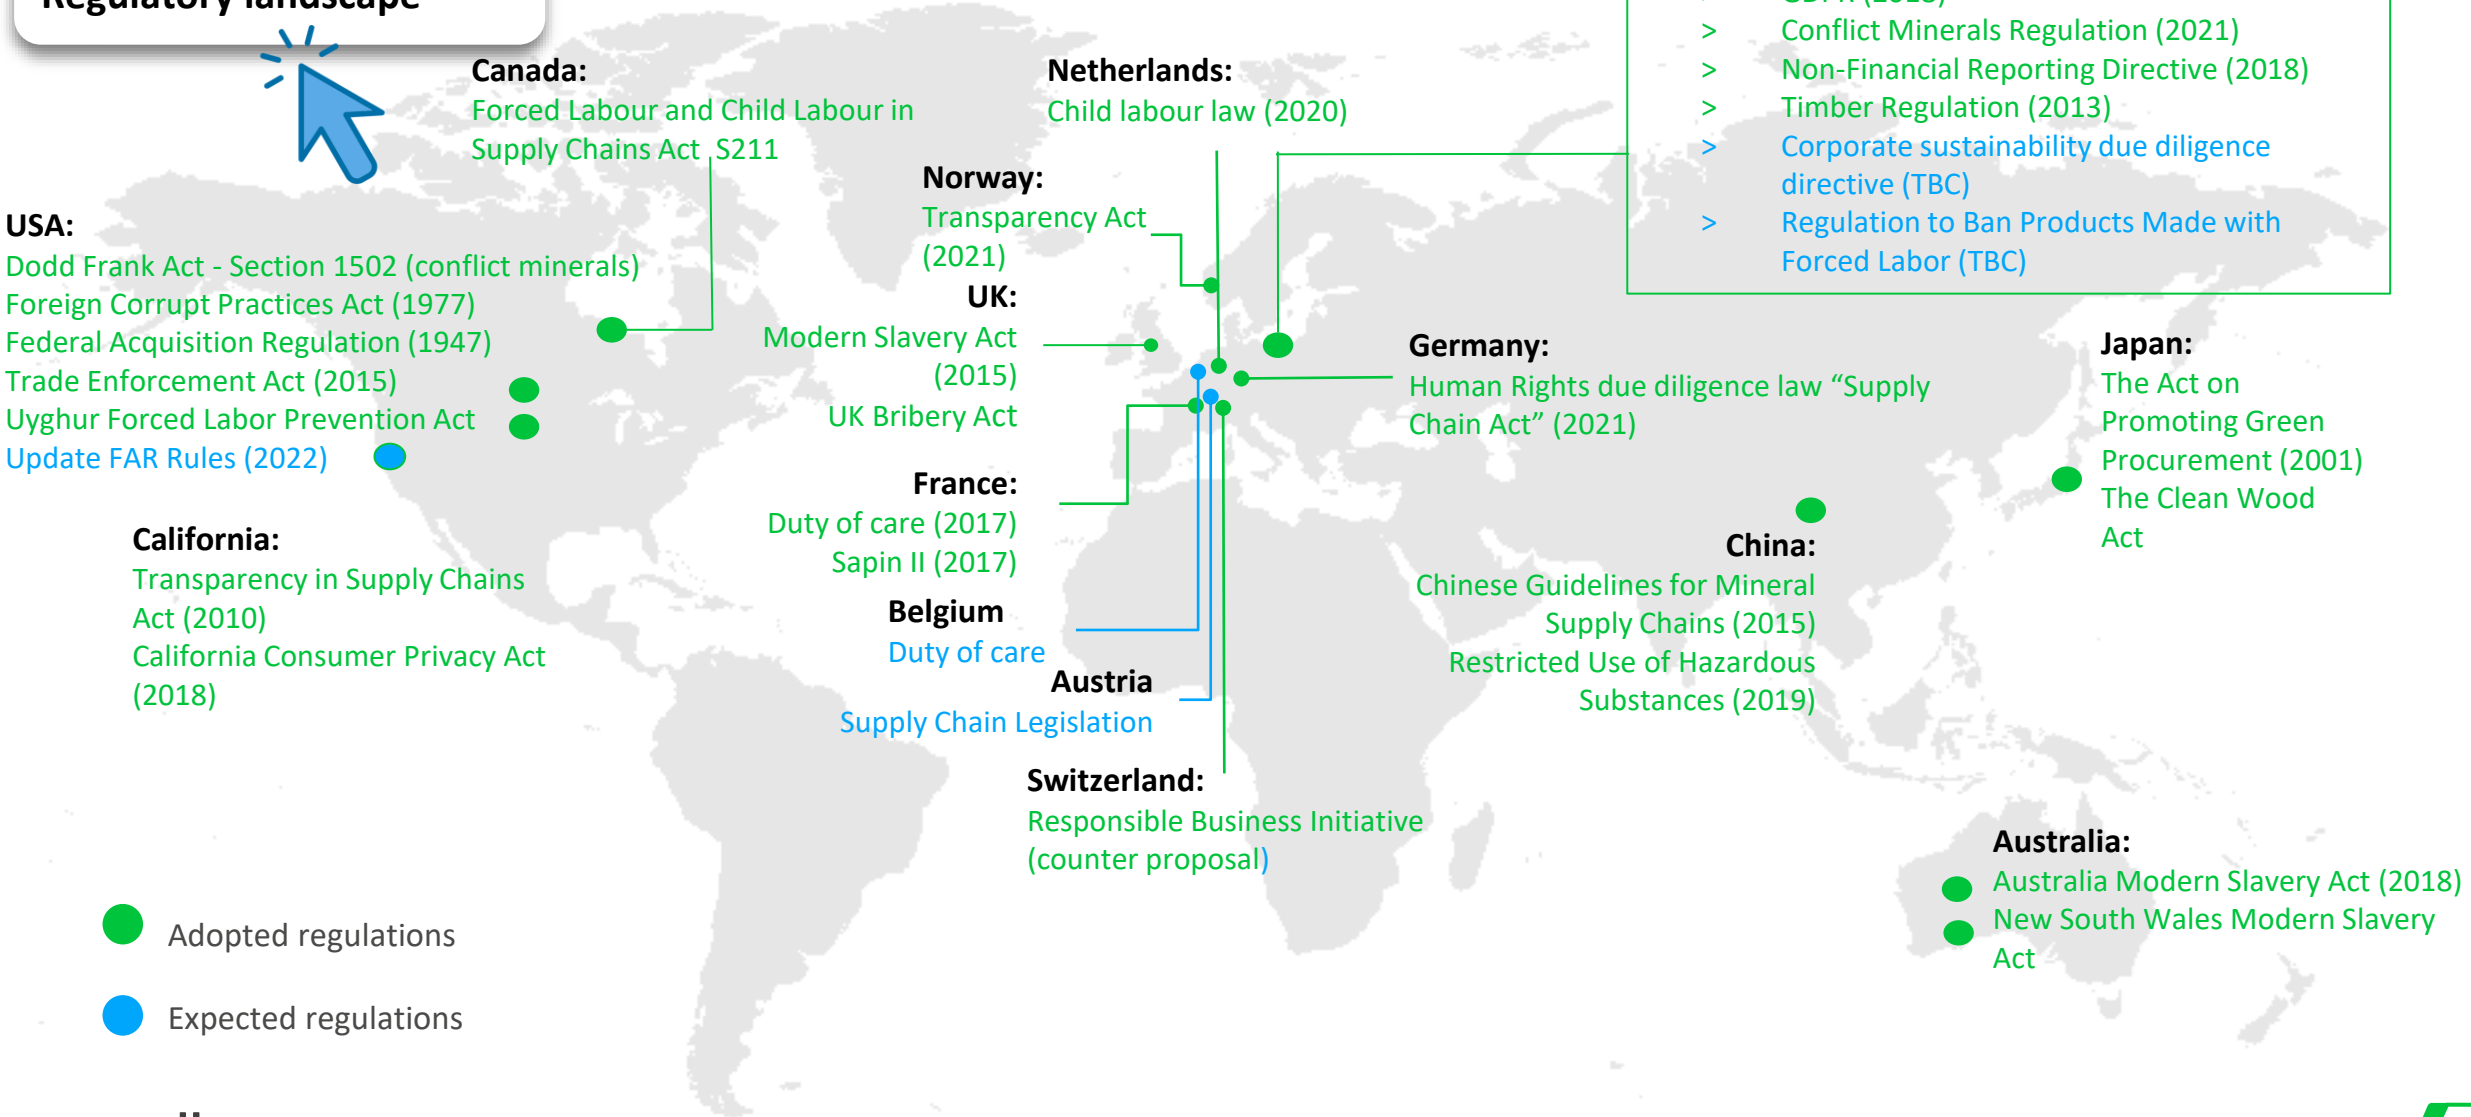 Regulatory landscape
GDPR (2018)
> Conflict Minerals Regulation (2021)
> Non-Financial Reporting Directive (2018)
> Timber Regulation (2013)
> Corporate sustainability due diligence
directive (TBC)
> Regulation to Ban Products Made with
Forced Labor (TBC)
Canada:
Forced Labour and Child Labour in
Supply Chains Act S211
Netherlands:
Child labour law (2020)
Norway:
Transparency Act
(2021)
USA:
Dodd Frank Act - Section 1502 (conflict minerals)
Foreign Corrupt Practices Act (1977)
Federal Acquisition Regulation (1947)
Trade Enforcement Act (2015)
Uyghur Forced Labor Prevention Act
Update FAR Rules (2022)
UK:
Modern Slavery Act
(2015)
UK Bribery Act
Germany:
Human Rights due diligence law “Supply
Chain Act” (2021)
Japan:
The Act on
Promoting Green
Procurement (2001)
The Clean Wood
Act
France:
Duty of care (2017)
Sapin II (2017)
California:
Transparency in Supply Chains
Act (2010)
California Consumer Privacy Act
(2018)
China:
Chinese Guidelines for Mineral
Supply Chains (2015)
Restricted Use of Hazardous
Substances (2019)
Belgium
Duty of care
Austria
Supply Chain Legislation
Switzerland:
Responsible Business Initiative
(counter proposal)
Australia:
Australia Modern Slavery Act (2018)
New South Wales Modern Slavery
Act
Adopted regulations
Expected regulations